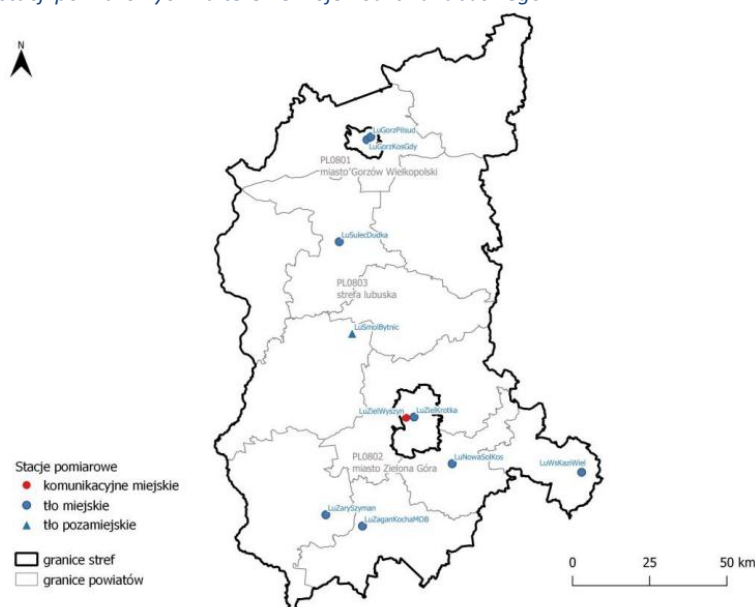 N
LuGorzPilsud
LuGorzKosGdy
PL0801
miasto Gorzów Wielkopolski
LuSulecDudka
PL0803
strefa lubuska
LuSmolBytnic
LuZielWyszyn
LuZielKrotka
PL0802
miasto Zielona Góra
LuNowaSolKos
LuWsKaziWiel
LuZarySzyman
LuZaganKochaMOB
Stacje pomiarowe
komunikacyjne miejskie
tło miejskie
tło pozamiejskie
granice stref
granice powiatów
0 25 50 km